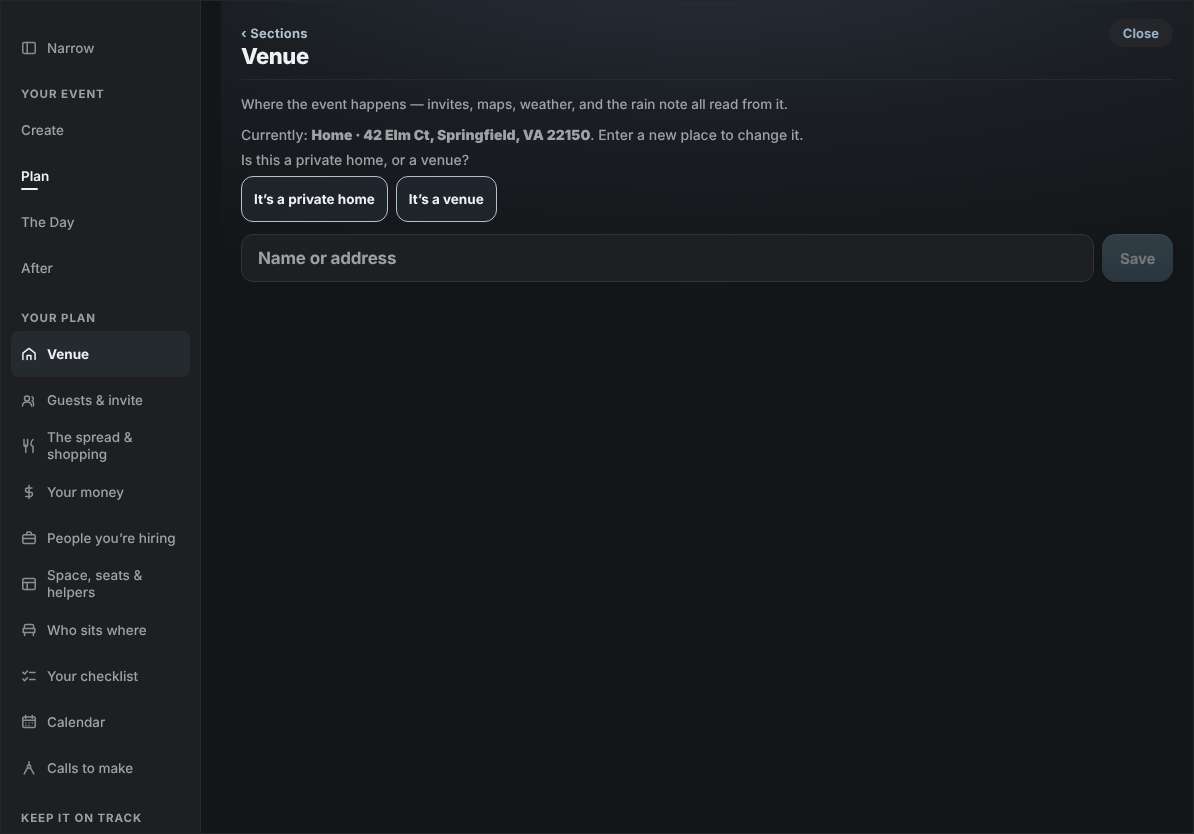 Narrow
YOUR EVENT
Create
Plan
The Day
After
YOUR PLAN
Venue
Guests & invite
The spread &
shopping
Your money
People you’re hiring
Space, seats &
helpers
Who sits where
Your checklist
Calendar
Calls to make
KEEP IT ON TRACK
‹ Sections
Close
Venue
Where the event happens — invites, maps, weather, and the rain note all read from it.
Currently: Home · 42 Elm Ct, Springfield, VA 22150. Enter a new place to change it.
Is this a private home, or a venue?
It’s a private home
It’s a venue
Name or address
Save